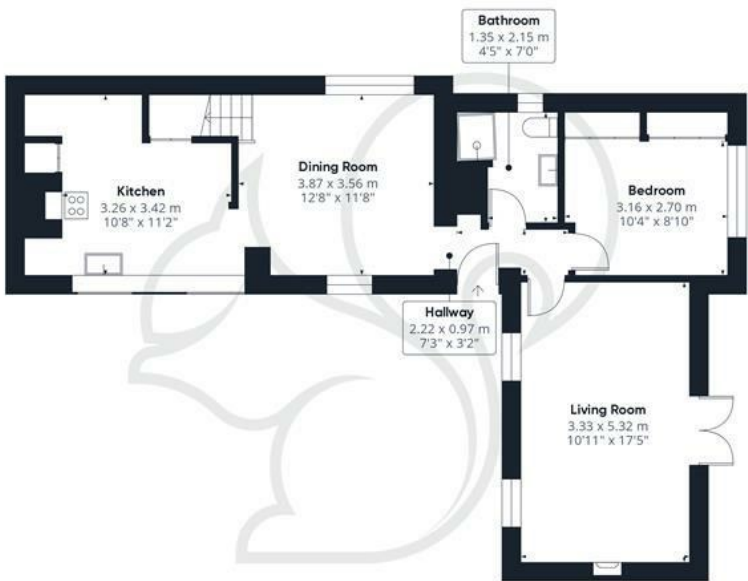 Bathroom
1.35 x 2.15 m
4'5" x 7'0"
Kitchen
3.26 x 3.42 m
10'8" x 11'2"
Dining Room
3.87 x 3.56 m
12'8" x 11'8"
Bedroom
3.16 x 2.70 m
10'4" x 8'10"
Hallway
2.22 x 0.97 m
7'3" x 3'2"
Living Room
3.33 x 5.32 m
10'11" x 17'5"